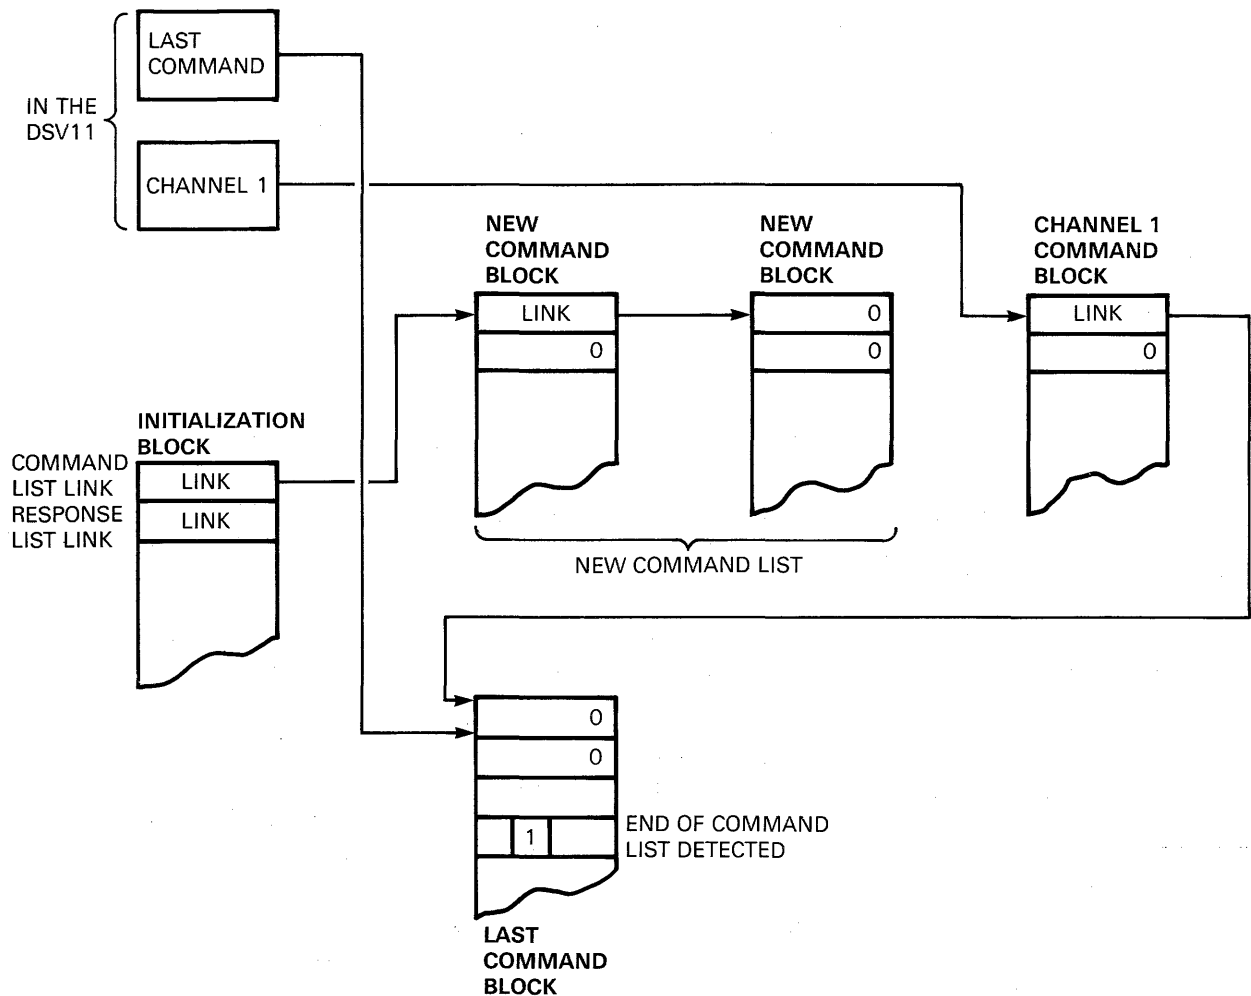 LAST
COMMAND
IN THE
DSV11
CHANNEL 1
NEW
COMMAND
BLOCK
NEW
COMMAND
BLOCK
CHANNEL 1
COMMAND
BLOCK
LINK
0
0
0
LINK
0
INITIALIZATION
BLOCK
COMMAND
LIST LINK
RESPONSE
LIST LINK
LINK
LINK
NEW COMMAND LIST
0
0
1
END OF COMMAND
LIST DETECTED
LAST
COMMAND
BLOCK